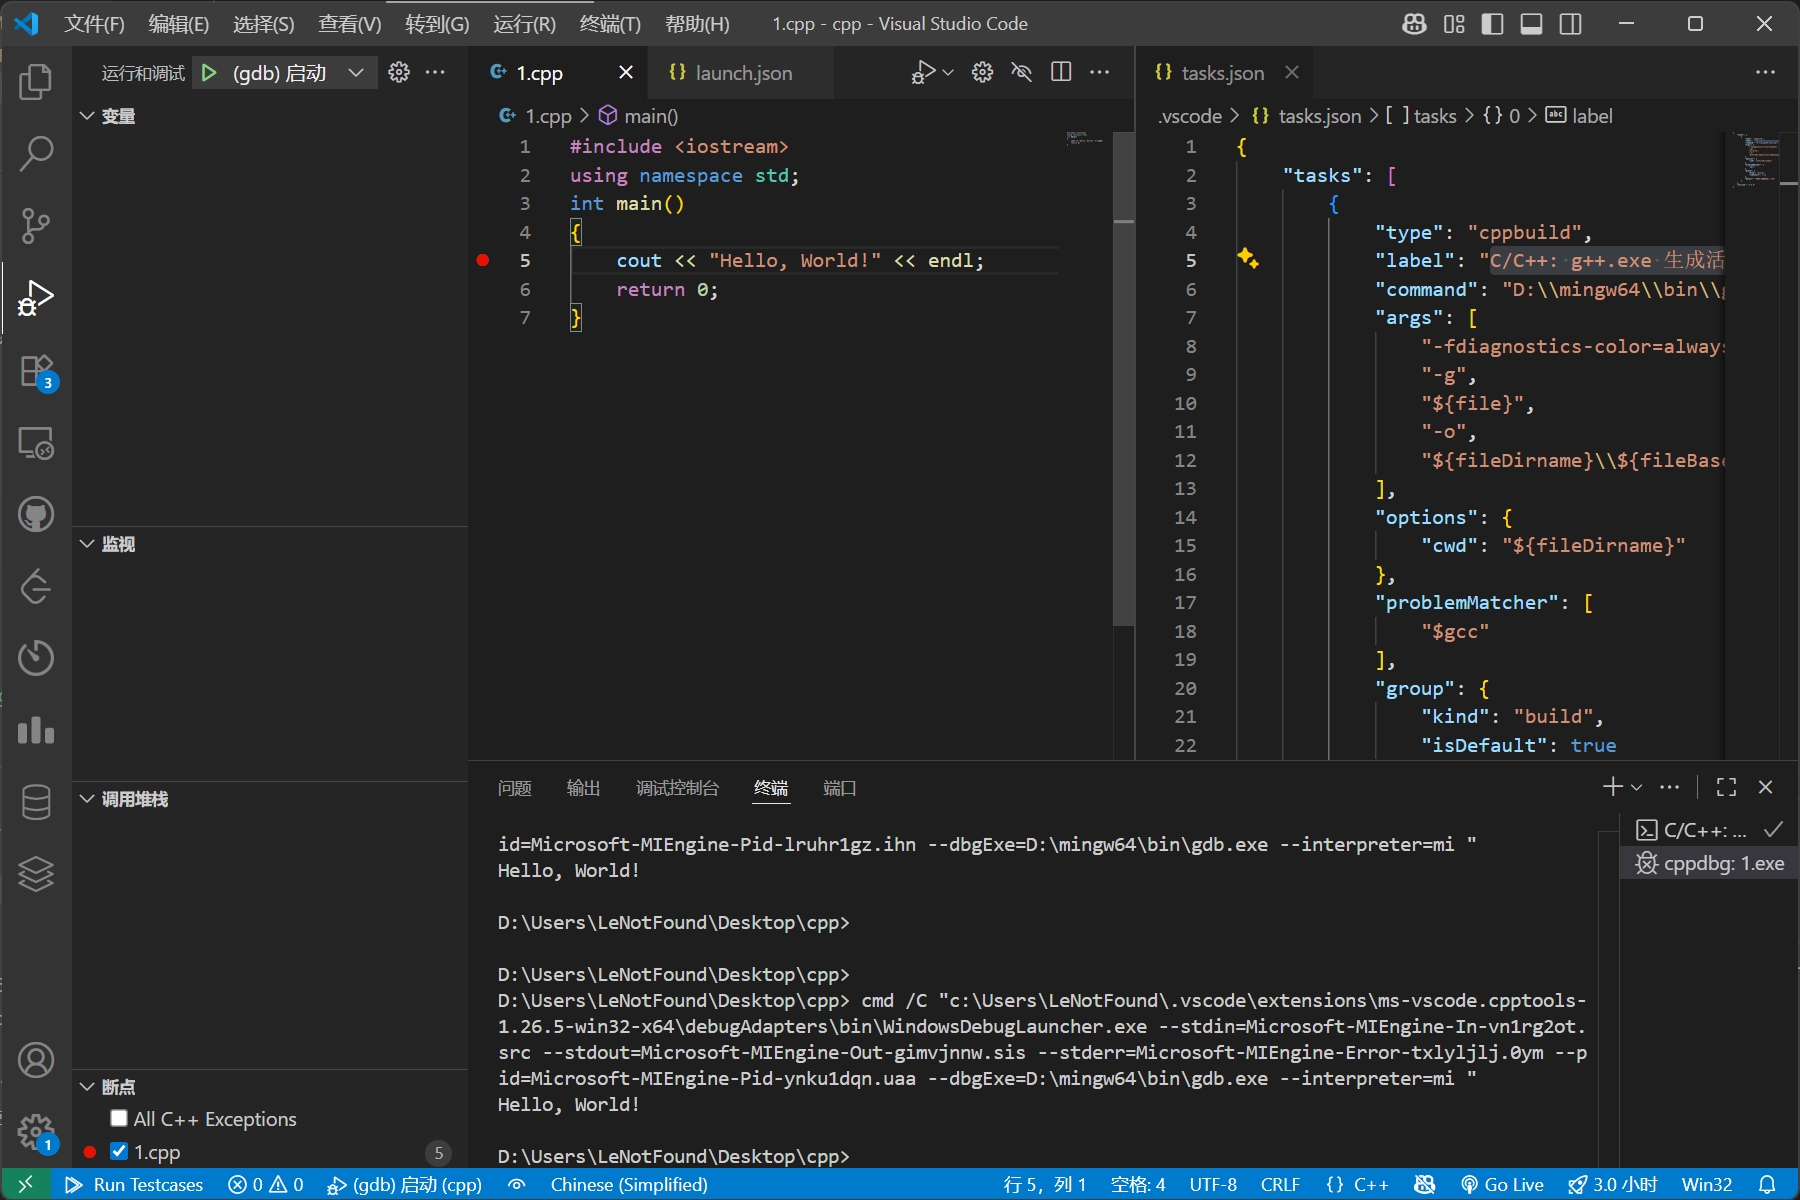 文件(F) 编辑(E) 选择(S) 查看(V) 转到(G) 运行(R) 终端(T) 帮助(H) 1.cpp - cpp - Visual Studio Code
运行和调试 (gdb) 启动
变量
监视
调用堆栈
断点
All C++ Exceptions
1.cpp 5
3
1
1.cpp launch.json
1.cpp > main()
1 #include <iostream>
2 using namespace std;
3 int main()
4 {
5 cout << "Hello, World!" << endl;
6 return 0;
7 }
tasks.json
.vscode > {} tasks.json > [ ] tasks > {} 0 > abc label
1 {
2 "tasks": [
3 {
4 "type": "cppbuild",
5 "label": "C/C++: g++.exe 生成活
6 "command": "D:\\mingw64\\bin\\g
7 "args": [
8 "-fdiagnostics-color=always
9 "-g",
10 "${file}",
11 "-o",
12 "${fileDirname}\\${fileBase
13 ],
14 "options": {
15 "cwd": "${fileDirname}"
16 },
17 "problemMatcher": [
18 "$gcc"
19 ],
20 "group": {
21 "kind": "build",
22 "isDefault": true
问题 输出 调试控制台 终端 端口
id=Microsoft-MIEngine-Pid-lruhr1gz.ihn --dbgExe=D:\mingw64\bin\gdb.exe --interpreter=mi "
Hello, World!
D:\Users\LeNotFound\Desktop\cpp>
D:\Users\LeNotFound\Desktop\cpp>
D:\Users\LeNotFound\Desktop\cpp> cmd /C "c:\Users\LeNotFound\.vscode\extensions\ms-vscode.cpptools-
1.26.5-win32-x64\debugAdapters\bin\WindowsDebugLauncher.exe --stdin=Microsoft-MIEngine-In-vn1rg2ot.
src --stdout=Microsoft-MIEngine-Out-gimvjnnw.sis --stderr=Microsoft-MIEngine-Error-txlyljlj.0ym --p
id=Microsoft-MIEngine-Pid-ynku1dqn.uaa --dbgExe=D:\mingw64\bin\gdb.exe --interpreter=mi "
Hello, World!
D:\Users\LeNotFound\Desktop\cpp>
C/C++: ...
cppdbg: 1.exe
Run Testcases 0 0 (gdb) 启动 (cpp) Chinese (Simplified) 行 5，列 1 空格: 4 UTF-8 CRLF {} C++ Go Live 3.0 小时 Win32